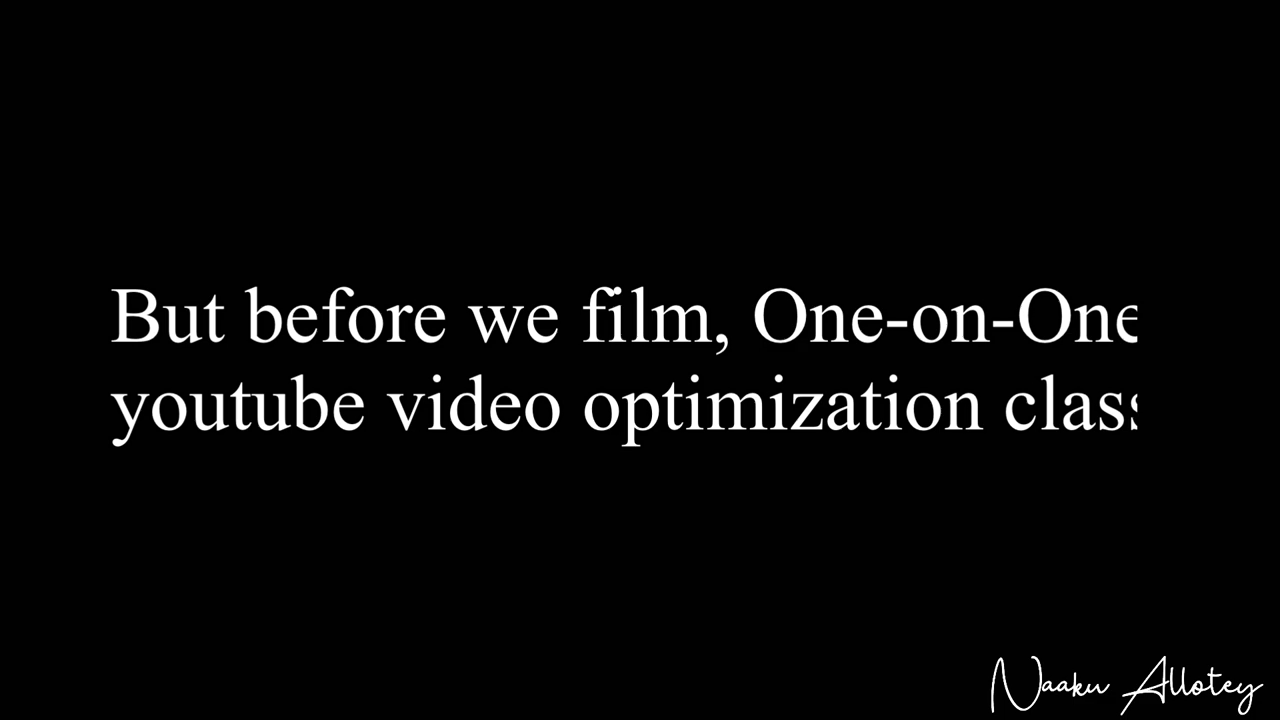 But before we film, One-on-One
youtube video optimization class
Naaku Allotey